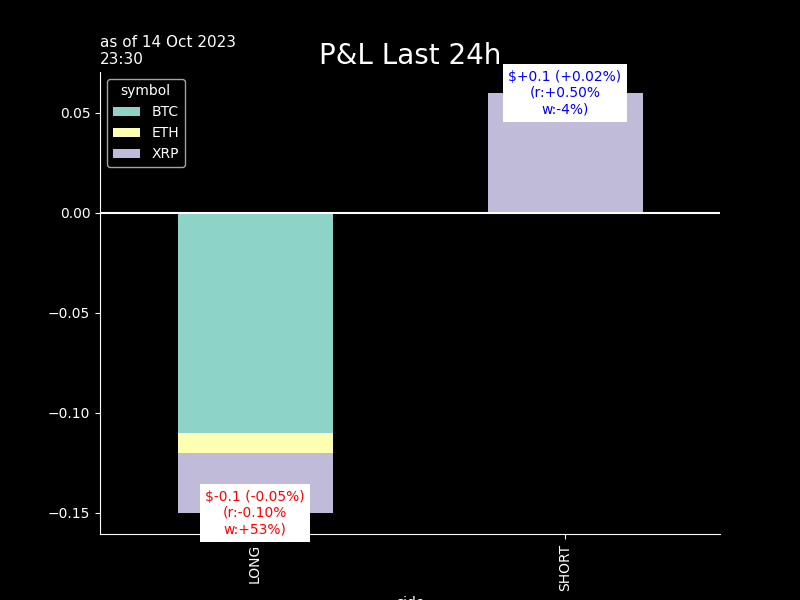 as of 14 Oct 2023
23:30
P&L Last 24h
symbol
BTC
ETH
XRP
0.05
0.00
−0.05
−0.10
−0.15
$+0.1 (+0.02%)
(r:+0.50%
w:-4%)
$-0.1 (-0.05%)
(r:-0.10%
w:+53%)
LONG
SHORT
side